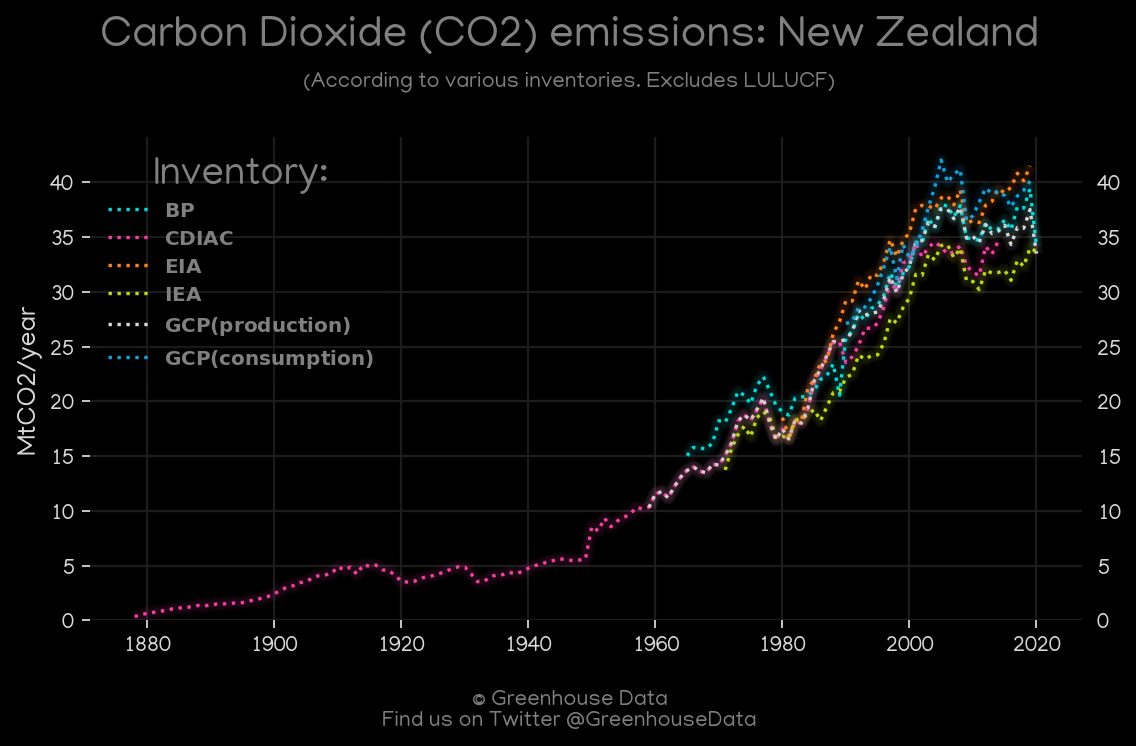 Carbon Dioxide (CO2) emissions: New Zealand
(According to various inventories. Excludes LULUCF)
Inventory:
BP
CDIAC
EIA
IEA
GCP(production)
GCP(consumption)
MtCO2/year
40
35
30
25
20
15
10
5
0
40
35
30
25
20
15
10
5
0
1880 1900 1920 1940 1960 1980 2000 2020
© Greenhouse Data
Find us on Twitter @GreenhouseData